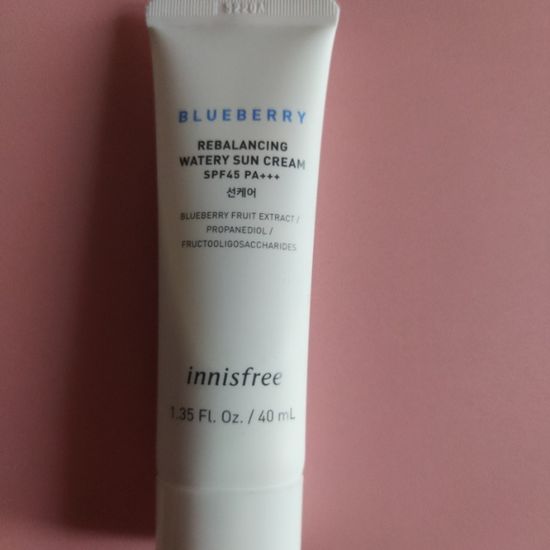 BLUEBERRY
REBALANCING
WATERY SUN CREAM
SPF45 PA+++
선케어
BLUEBERRY FRUIT EXTRACT /
PROPANEDIOL /
FRUCTOOLIGOSACCHARIDES
innisfree
1.35 Fl. Oz. / 40 mL